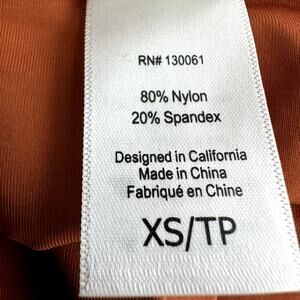 RN# 130061
80% Nylon
20% Spandex
Designed in California
Made in China
Fabriqué en Chine
XS/TP